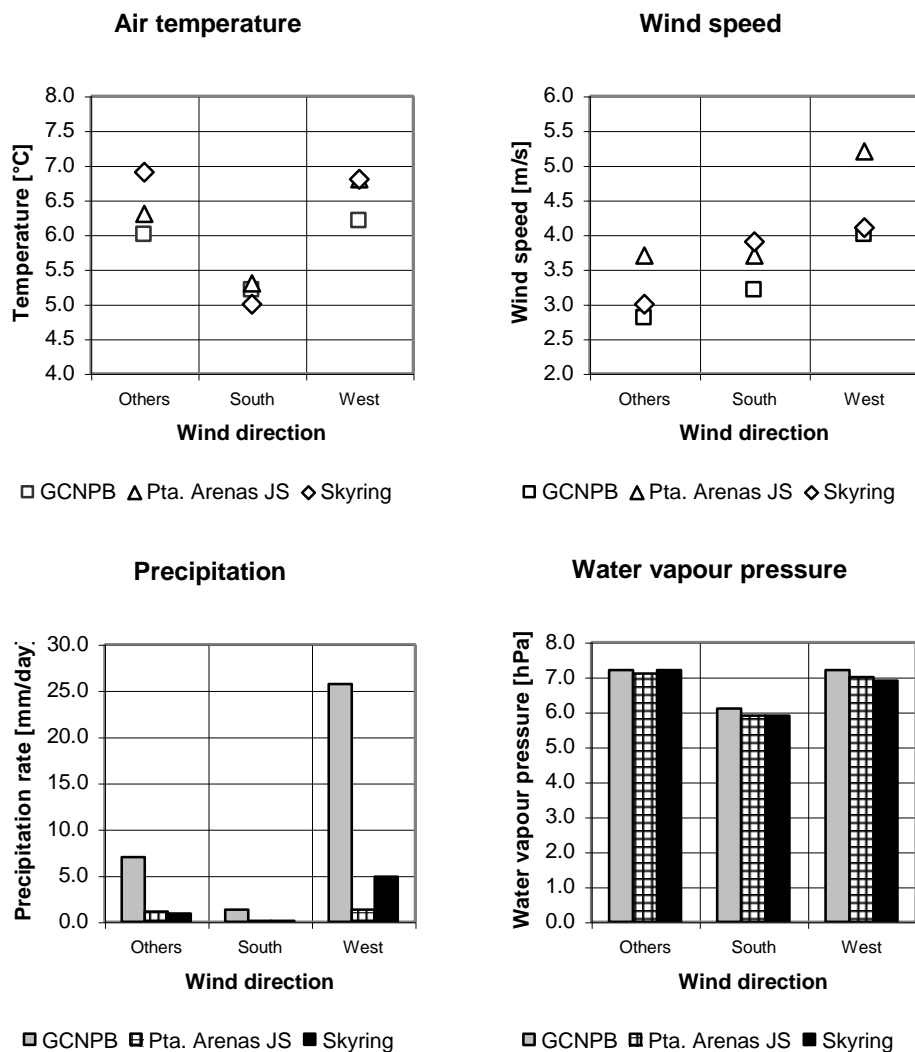 Air temperature
Temperature [°C]
8.0
7.5
7.0
6.5
6.0
5.5
5.0
4.5
4.0
Others South West
Wind direction
GCNPB Pta. Arenas JS Skyring
Wind speed
Wind speed [m/s]
6.0
5.5
5.0
4.5
4.0
3.5
3.0
2.5
2.0
Others South West
Wind direction
GCNPB Pta. Arenas JS Skyring
Precipitation
Precipitation rate [mm/day]
30.0
25.0
20.0
15.0
10.0
5.0
0.0
Others South West
Wind direction
GCNPB Pta. Arenas JS Skyring
Water vapour pressure
Water vapour pressure [hPa]
8.0
7.0
6.0
5.0
4.0
3.0
2.0
1.0
0.0
Others South West
Wind direction
GCNPB Pta. Arenas JS Skyring